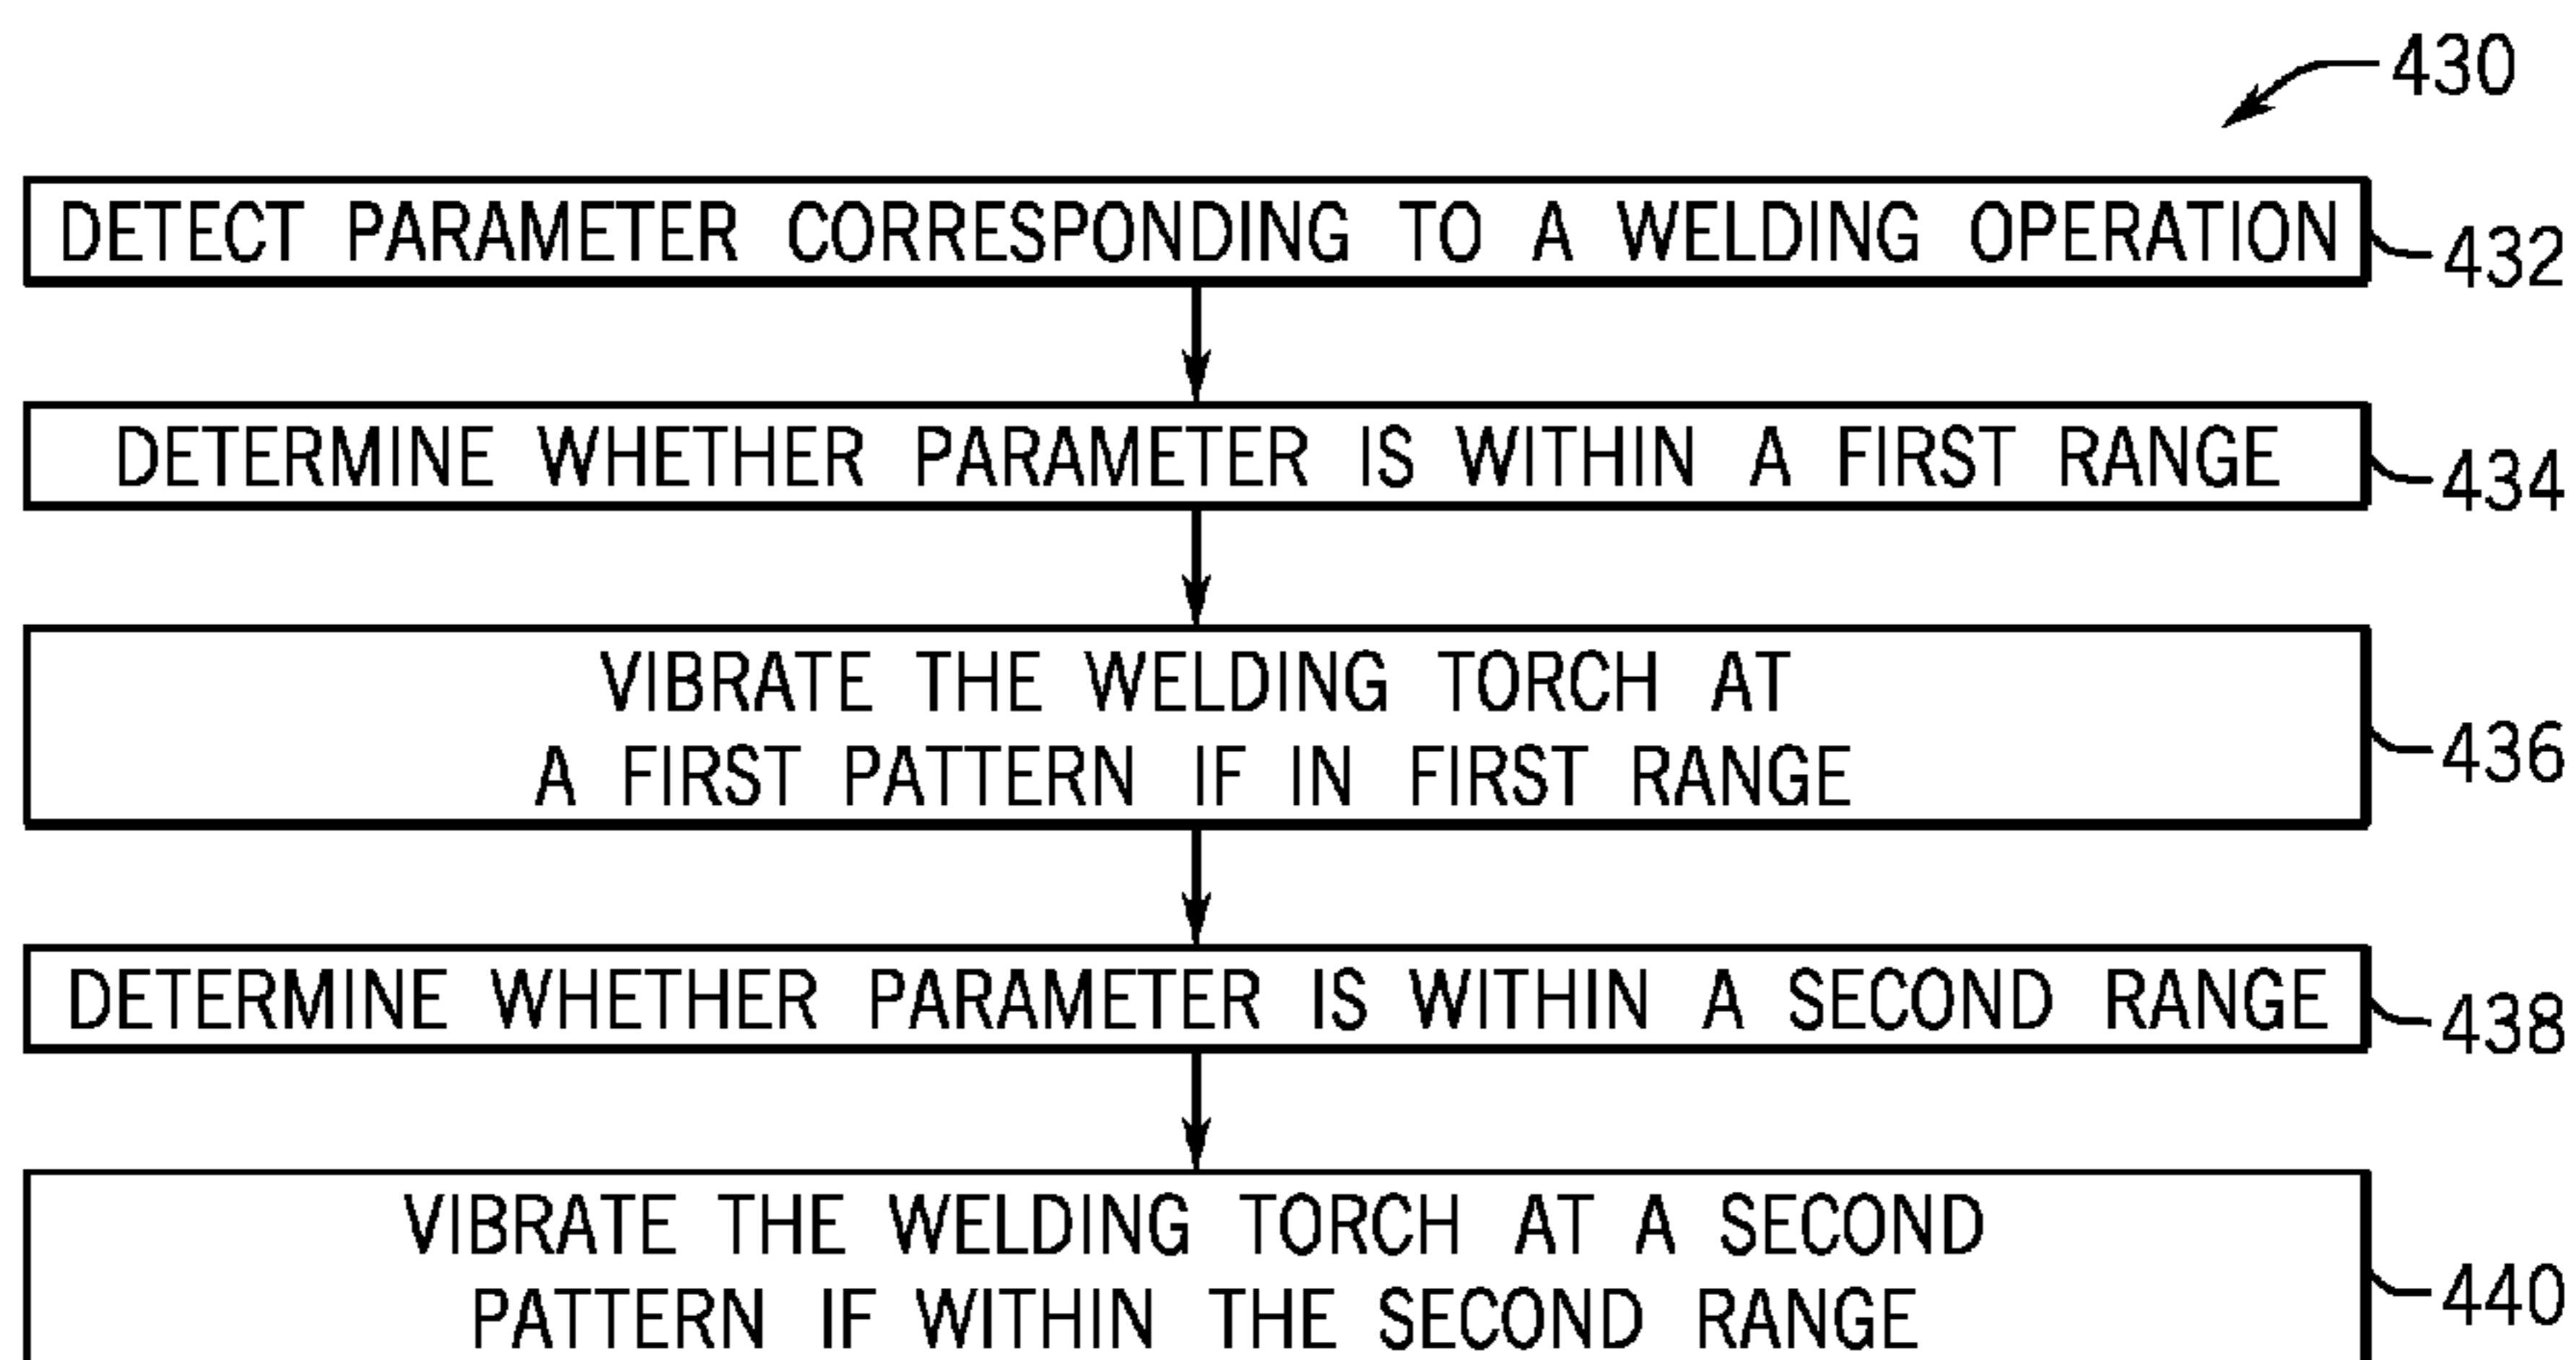 430
DETECT PARAMETER CORRESPONDING TO A WELDING OPERATION
432
DETERMINE WHETHER PARAMETER IS WITHIN A FIRST RANGE
434
VIBRATE THE WELDING TORCH AT
A FIRST PATTERN IF IN FIRST RANGE
436
DETERMINE WHETHER PARAMETER IS WITHIN A SECOND RANGE
438
VIBRATE THE WELDING TORCH AT A SECOND
PATTERN IF WITHIN THE SECOND RANGE
440